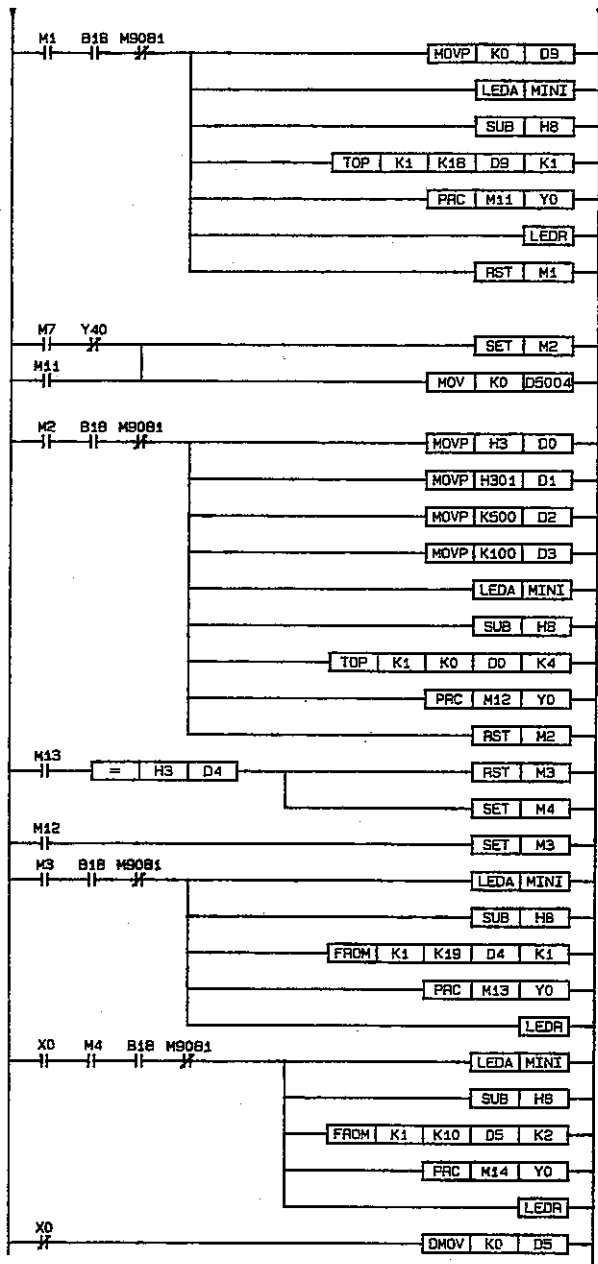 M1 B1B M9081
MOVP K0 D9
LEDA MINI
SUB H8
TOP K1 K18 D9 K1
PRC M11 Y0
LEDR
RST M1
M7 Y40
SET M2
M11
MOV K0 D5004
M2 B1B M9081
MOVP H3 D0
MOVP H301 D1
MOVP K500 D2
MOVP K100 D3
LEDA MINI
SUB H8
TOP K1 K0 D0 K4
PRC M12 Y0
RST M2
M13
= H3 D4
RST M3
SET M4
M12
SET M3
M3 B1B M9081
LEDA MINI
SUB H8
FROM K1 K19 D4 K1
PRC M13 Y0
LEDR
X0 M4 B1B M9081
LEDA MINI
SUB H8
FROM K1 K10 D5 K2
PRC M14 Y0
LEDR
X0
DMOV K0 D5